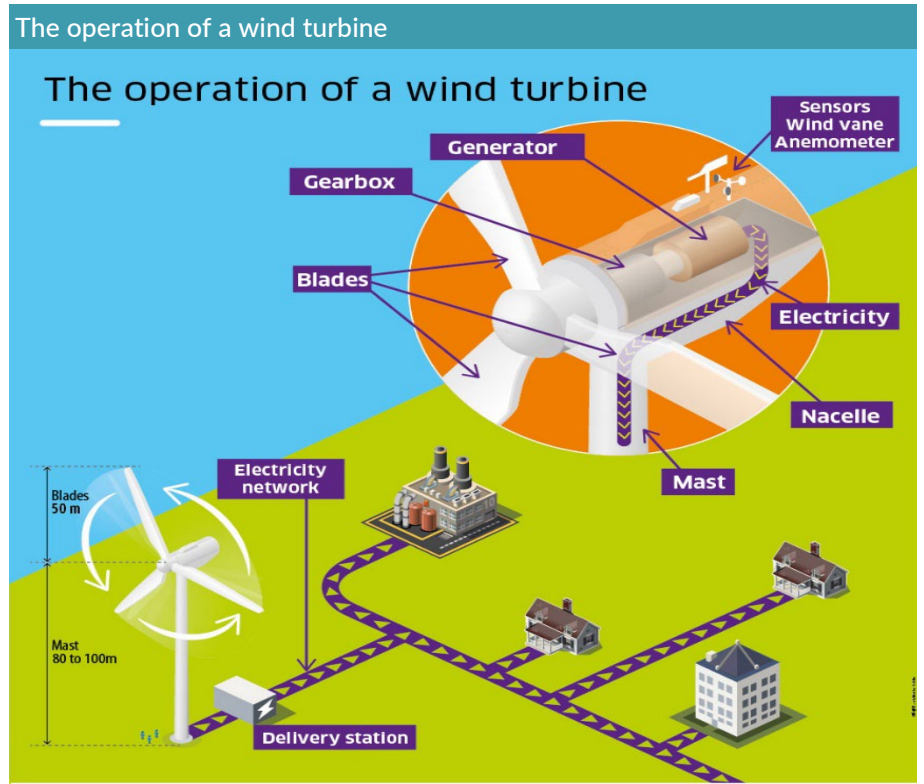 The operation of a wind turbine
The operation of a wind turbine
Sensors
Wind vane
Anemometer
Generator
Gearbox
Blades
Electricity
Nacelle
Mast
Electricity
network
Blades
50 m
Mast
80 to 100m
Delivery station